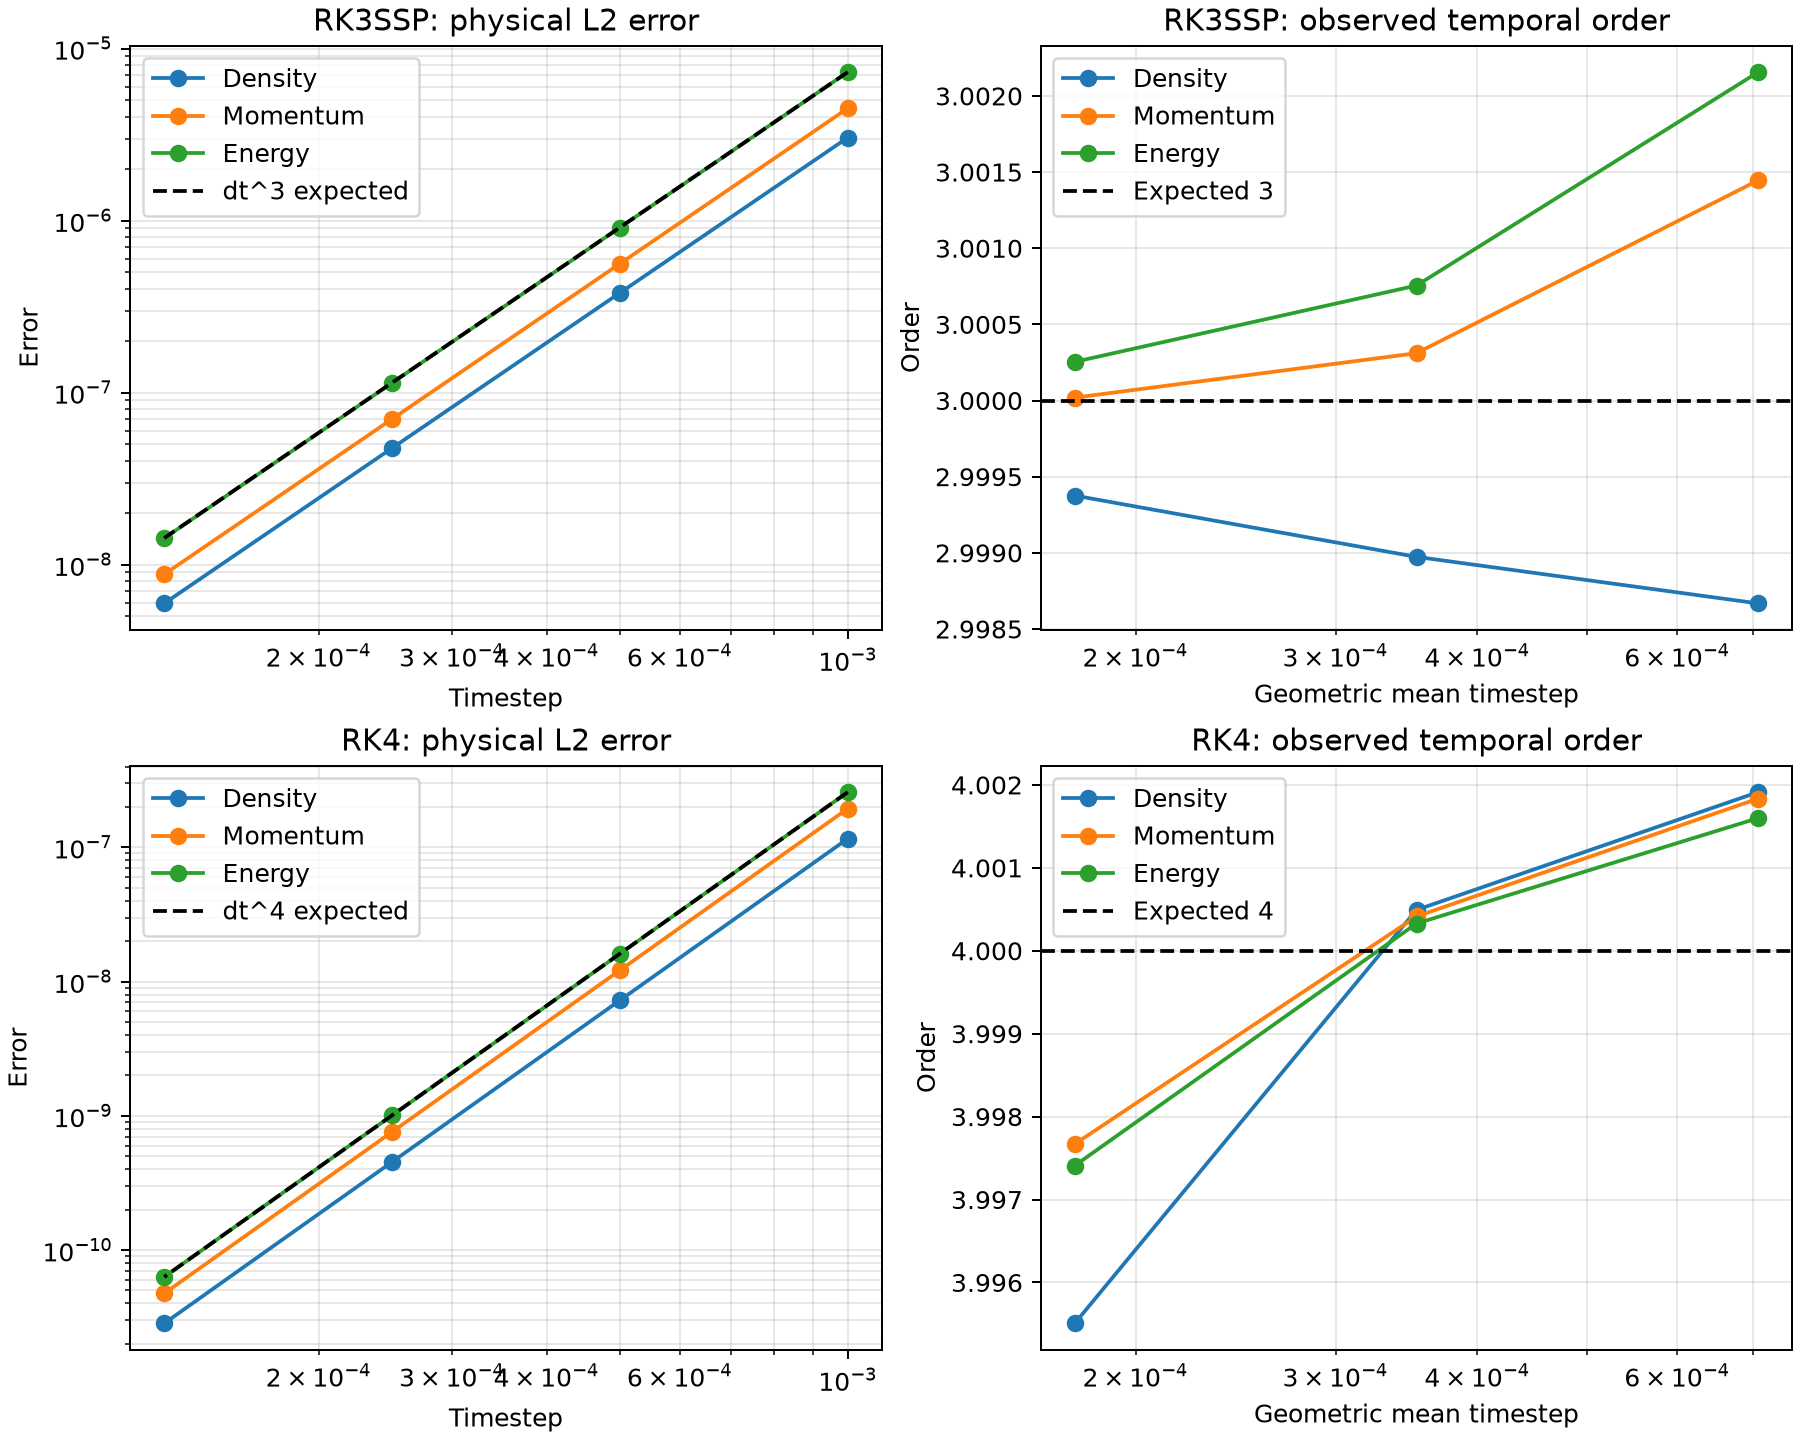 RK3SSP: physical L2 error
Error
10⁻⁵
10⁻⁶
10⁻⁷
10⁻⁸
Density
Momentum
Energy
dt^3 expected
2 × 10⁻⁴
3 × 10⁻⁴
4 × 10⁻⁴
6 × 10⁻⁴
10⁻³
Timestep
RK3SSP: observed temporal order
Order
3.0020
3.0015
3.0010
3.0005
3.0000
2.9995
2.9990
2.9985
Density
Momentum
Energy
Expected 3
2 × 10⁻⁴
3 × 10⁻⁴
4 × 10⁻⁴
6 × 10⁻⁴
Geometric mean timestep
RK4: physical L2 error
Error
10⁻⁷
10⁻⁸
10⁻⁹
10⁻¹⁰
Density
Momentum
Energy
dt^4 expected
2 × 10⁻⁴
3 × 10⁻⁴
4 × 10⁻⁴
6 × 10⁻⁴
10⁻³
Timestep
RK4: observed temporal order
Order
4.002
4.001
4.000
3.999
3.998
3.997
3.996
Density
Momentum
Energy
Expected 4
2 × 10⁻⁴
3 × 10⁻⁴
4 × 10⁻⁴
6 × 10⁻⁴
Geometric mean timestep